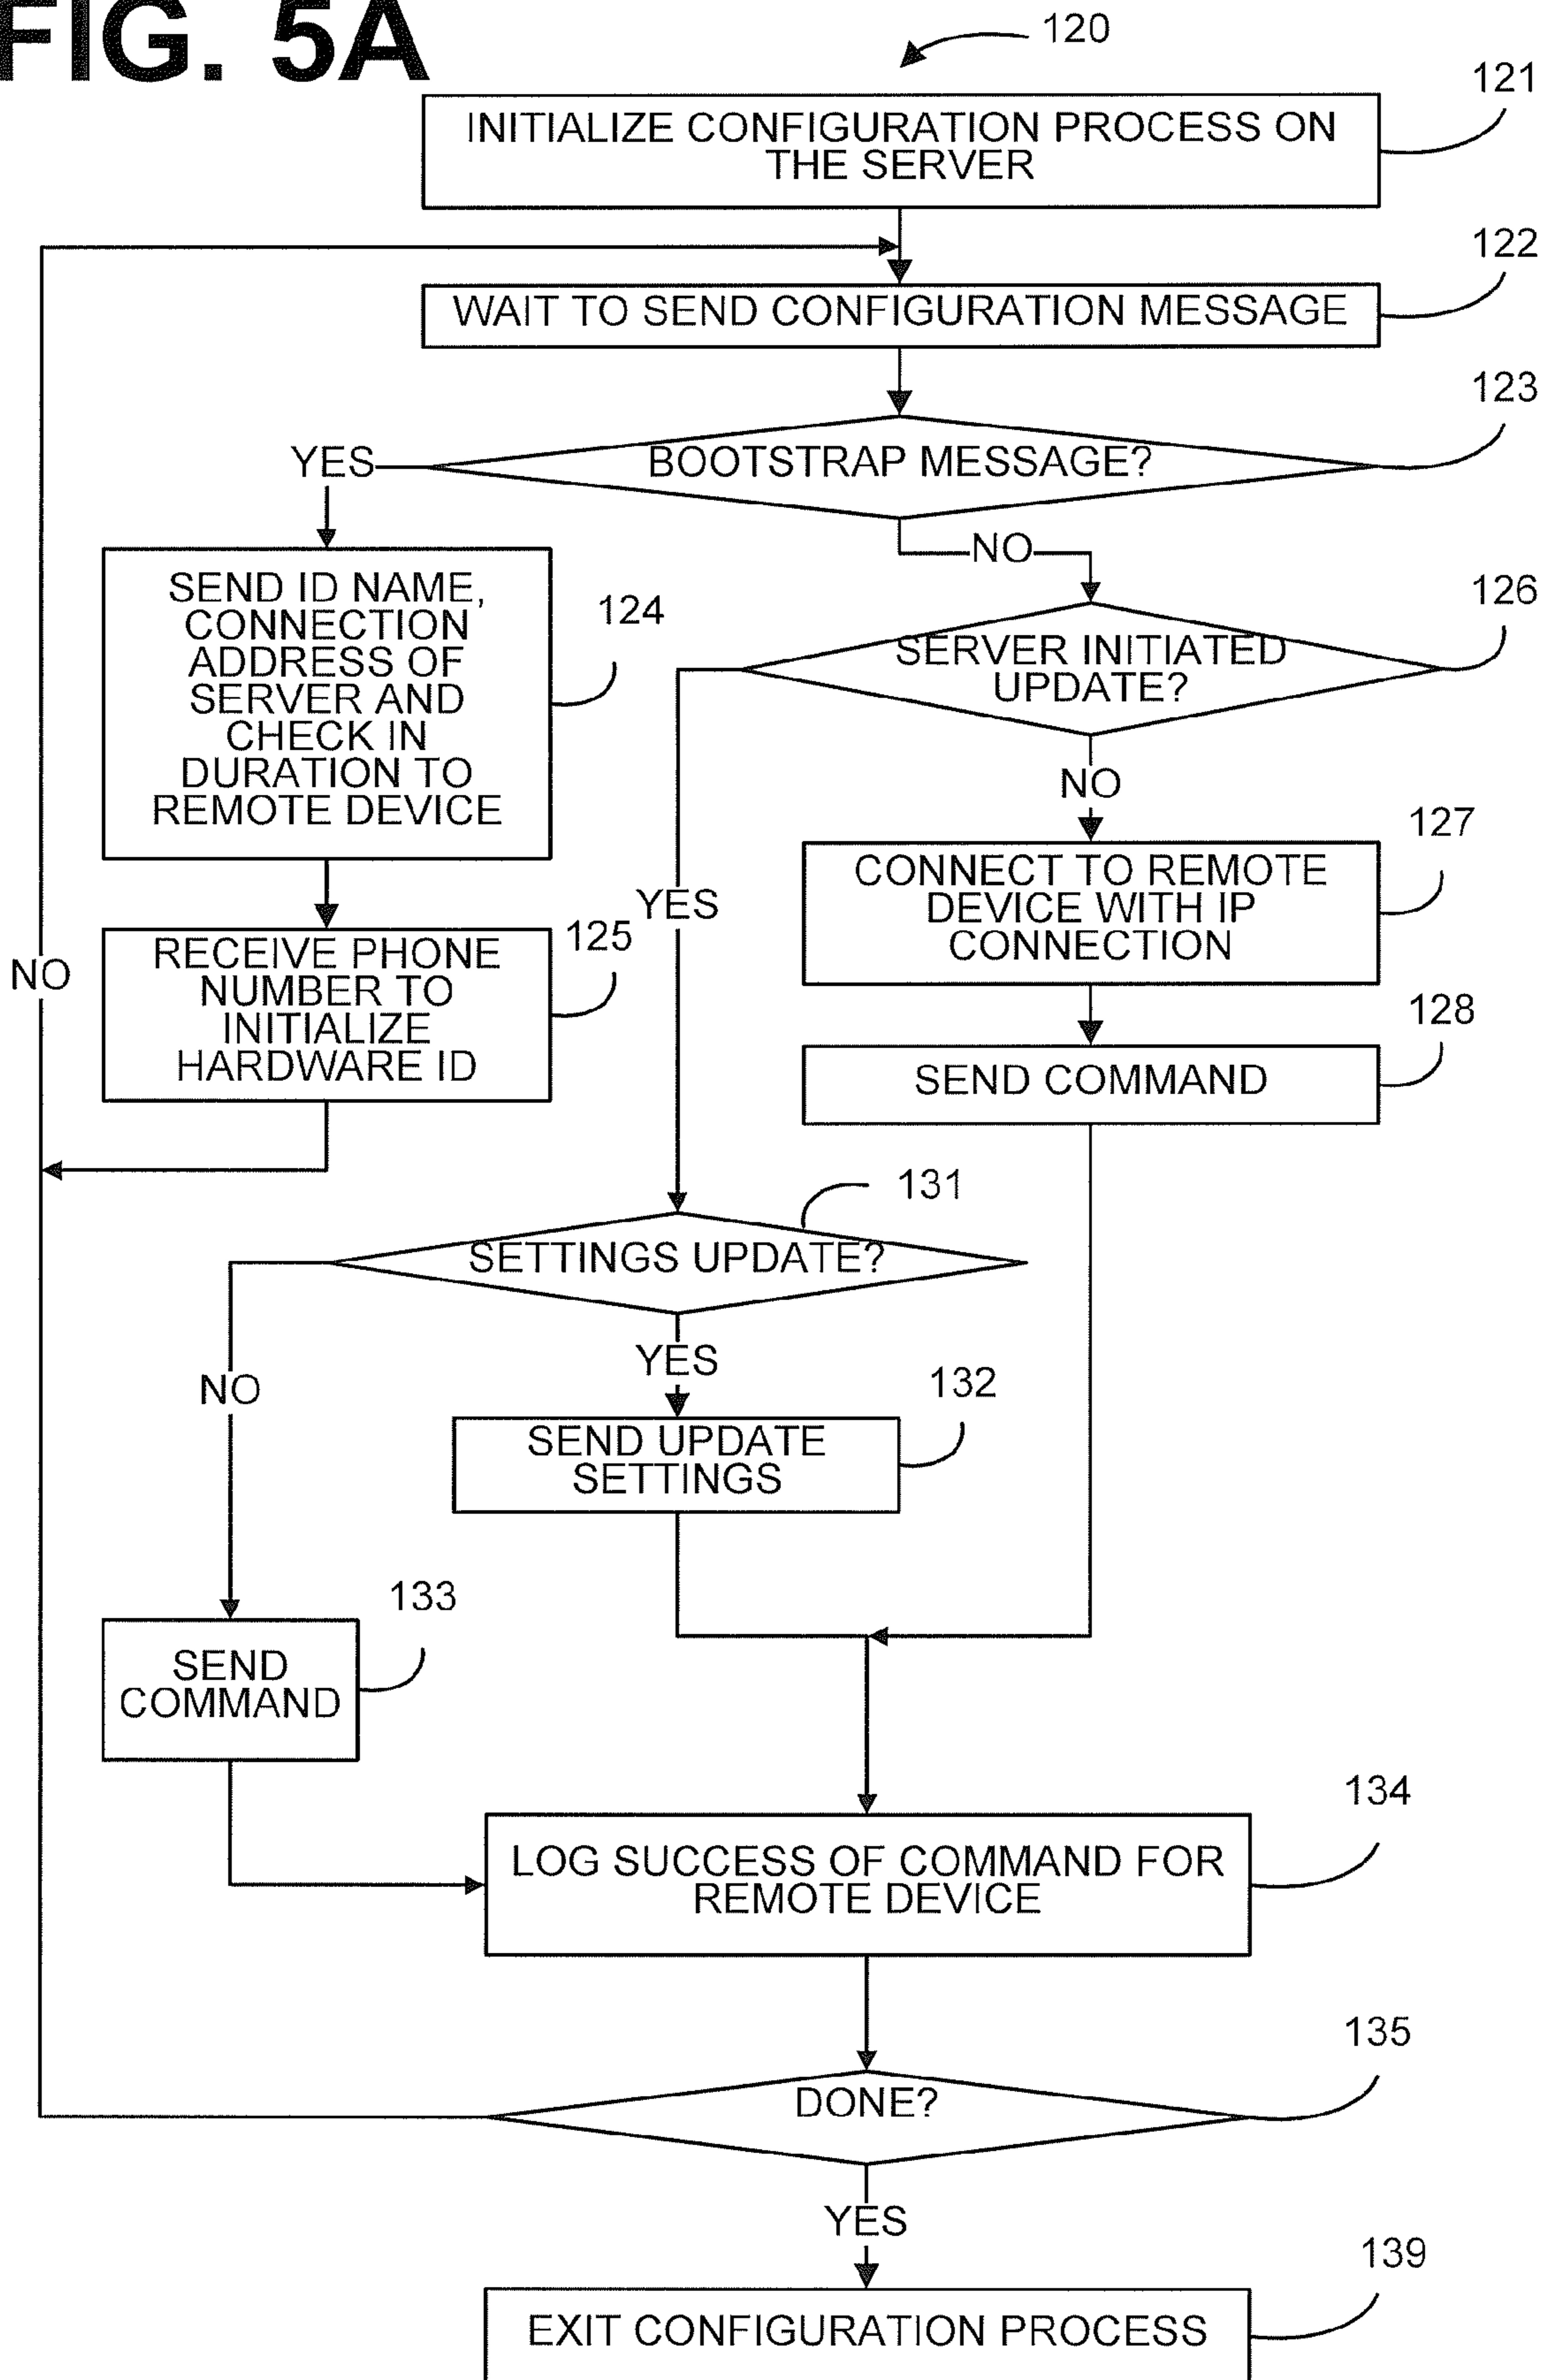 FIG. 5A
120
121
INITIALIZE CONFIGURATION PROCESS ON
THE SERVER
122
WAIT TO SEND CONFIGURATION MESSAGE
123
BOOTSTRAP MESSAGE?
YES
NO
SEND ID NAME,
CONNECTION
ADDRESS OF
SERVER AND
CHECK IN
DURATION TO
REMOTE DEVICE
124
126
SERVER INITIATED
UPDATE?
NO
YES
127
CONNECT TO REMOTE
DEVICE WITH IP
CONNECTION
125
RECEIVE PHONE
NUMBER TO
INITIALIZE
HARDWARE ID
NO
128
SEND COMMAND
131
SETTINGS UPDATE?
YES
NO
132
SEND UPDATE
SETTINGS
133
SEND
COMMAND
134
LOG SUCCESS OF COMMAND FOR
REMOTE DEVICE
135
DONE?
YES
139
EXIT CONFIGURATION PROCESS